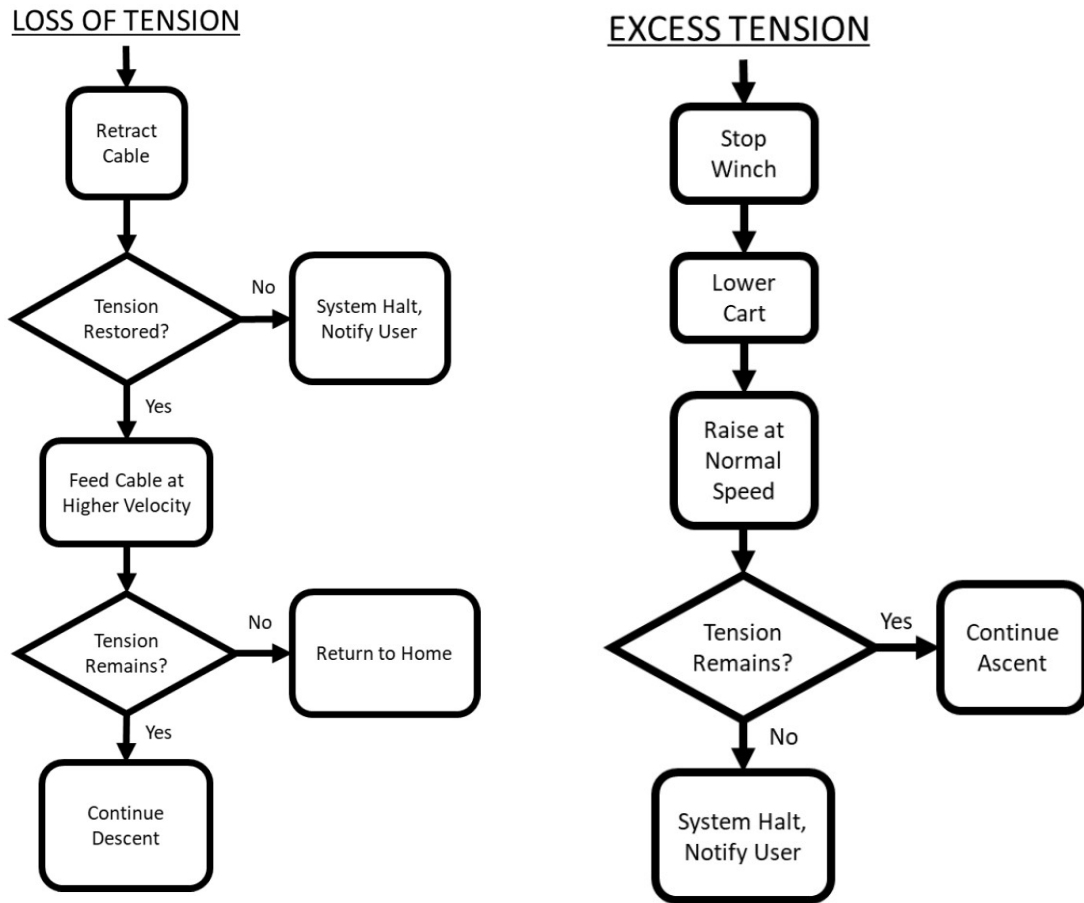 LOSS OF TENSION
Retract
Cable
Tension
Restored?
No
System Halt,
Notify User
Yes
Feed Cable at
Higher Velocity
Tension
Remains?
No
Return to Home
Yes
Continue
Descent
EXCESS TENSION
Stop
Winch
Lower
Cart
Raise at
Normal
Speed
Tension
Remains?
Yes
Continue
Ascent
No
System Halt,
Notify User